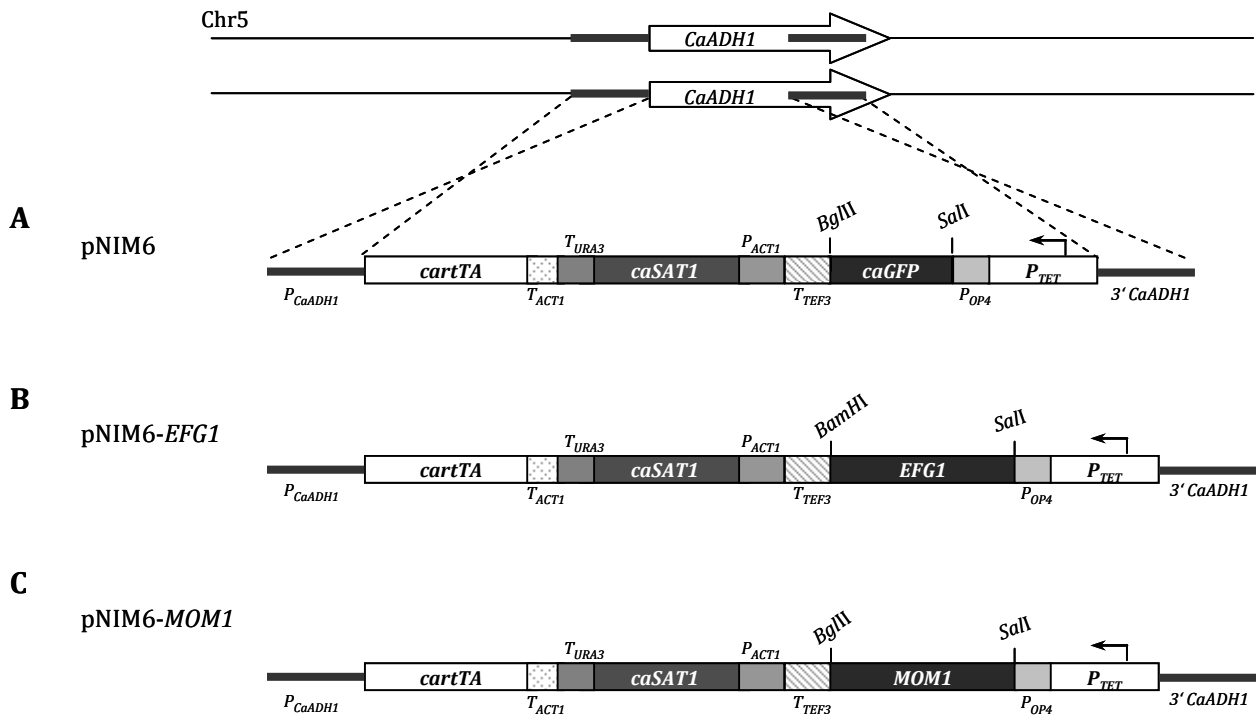 Chr5
CaADH1
CaADH1
A
pNIM6
BglII
SalI
T_URA3
P_ACT1
cartTA
caSAT1
caGFP
P_TET
P_CaADH1
T_ACT1
T_TEF3
P_OP4
3‘ CaADH1
B
pNIM6-EFG1
BamHI
SalI
T_URA3
P_ACT1
cartTA
caSAT1
EFG1
P_TET
P_CaADH1
T_ACT1
T_TEF3
P_OP4
3‘ CaADH1
C
pNIM6-MOM1
BglII
SalI
T_URA3
P_ACT1
cartTA
caSAT1
MOM1
P_TET
P_CaADH1
T_ACT1
T_TEF3
P_OP4
3‘ CaADH1